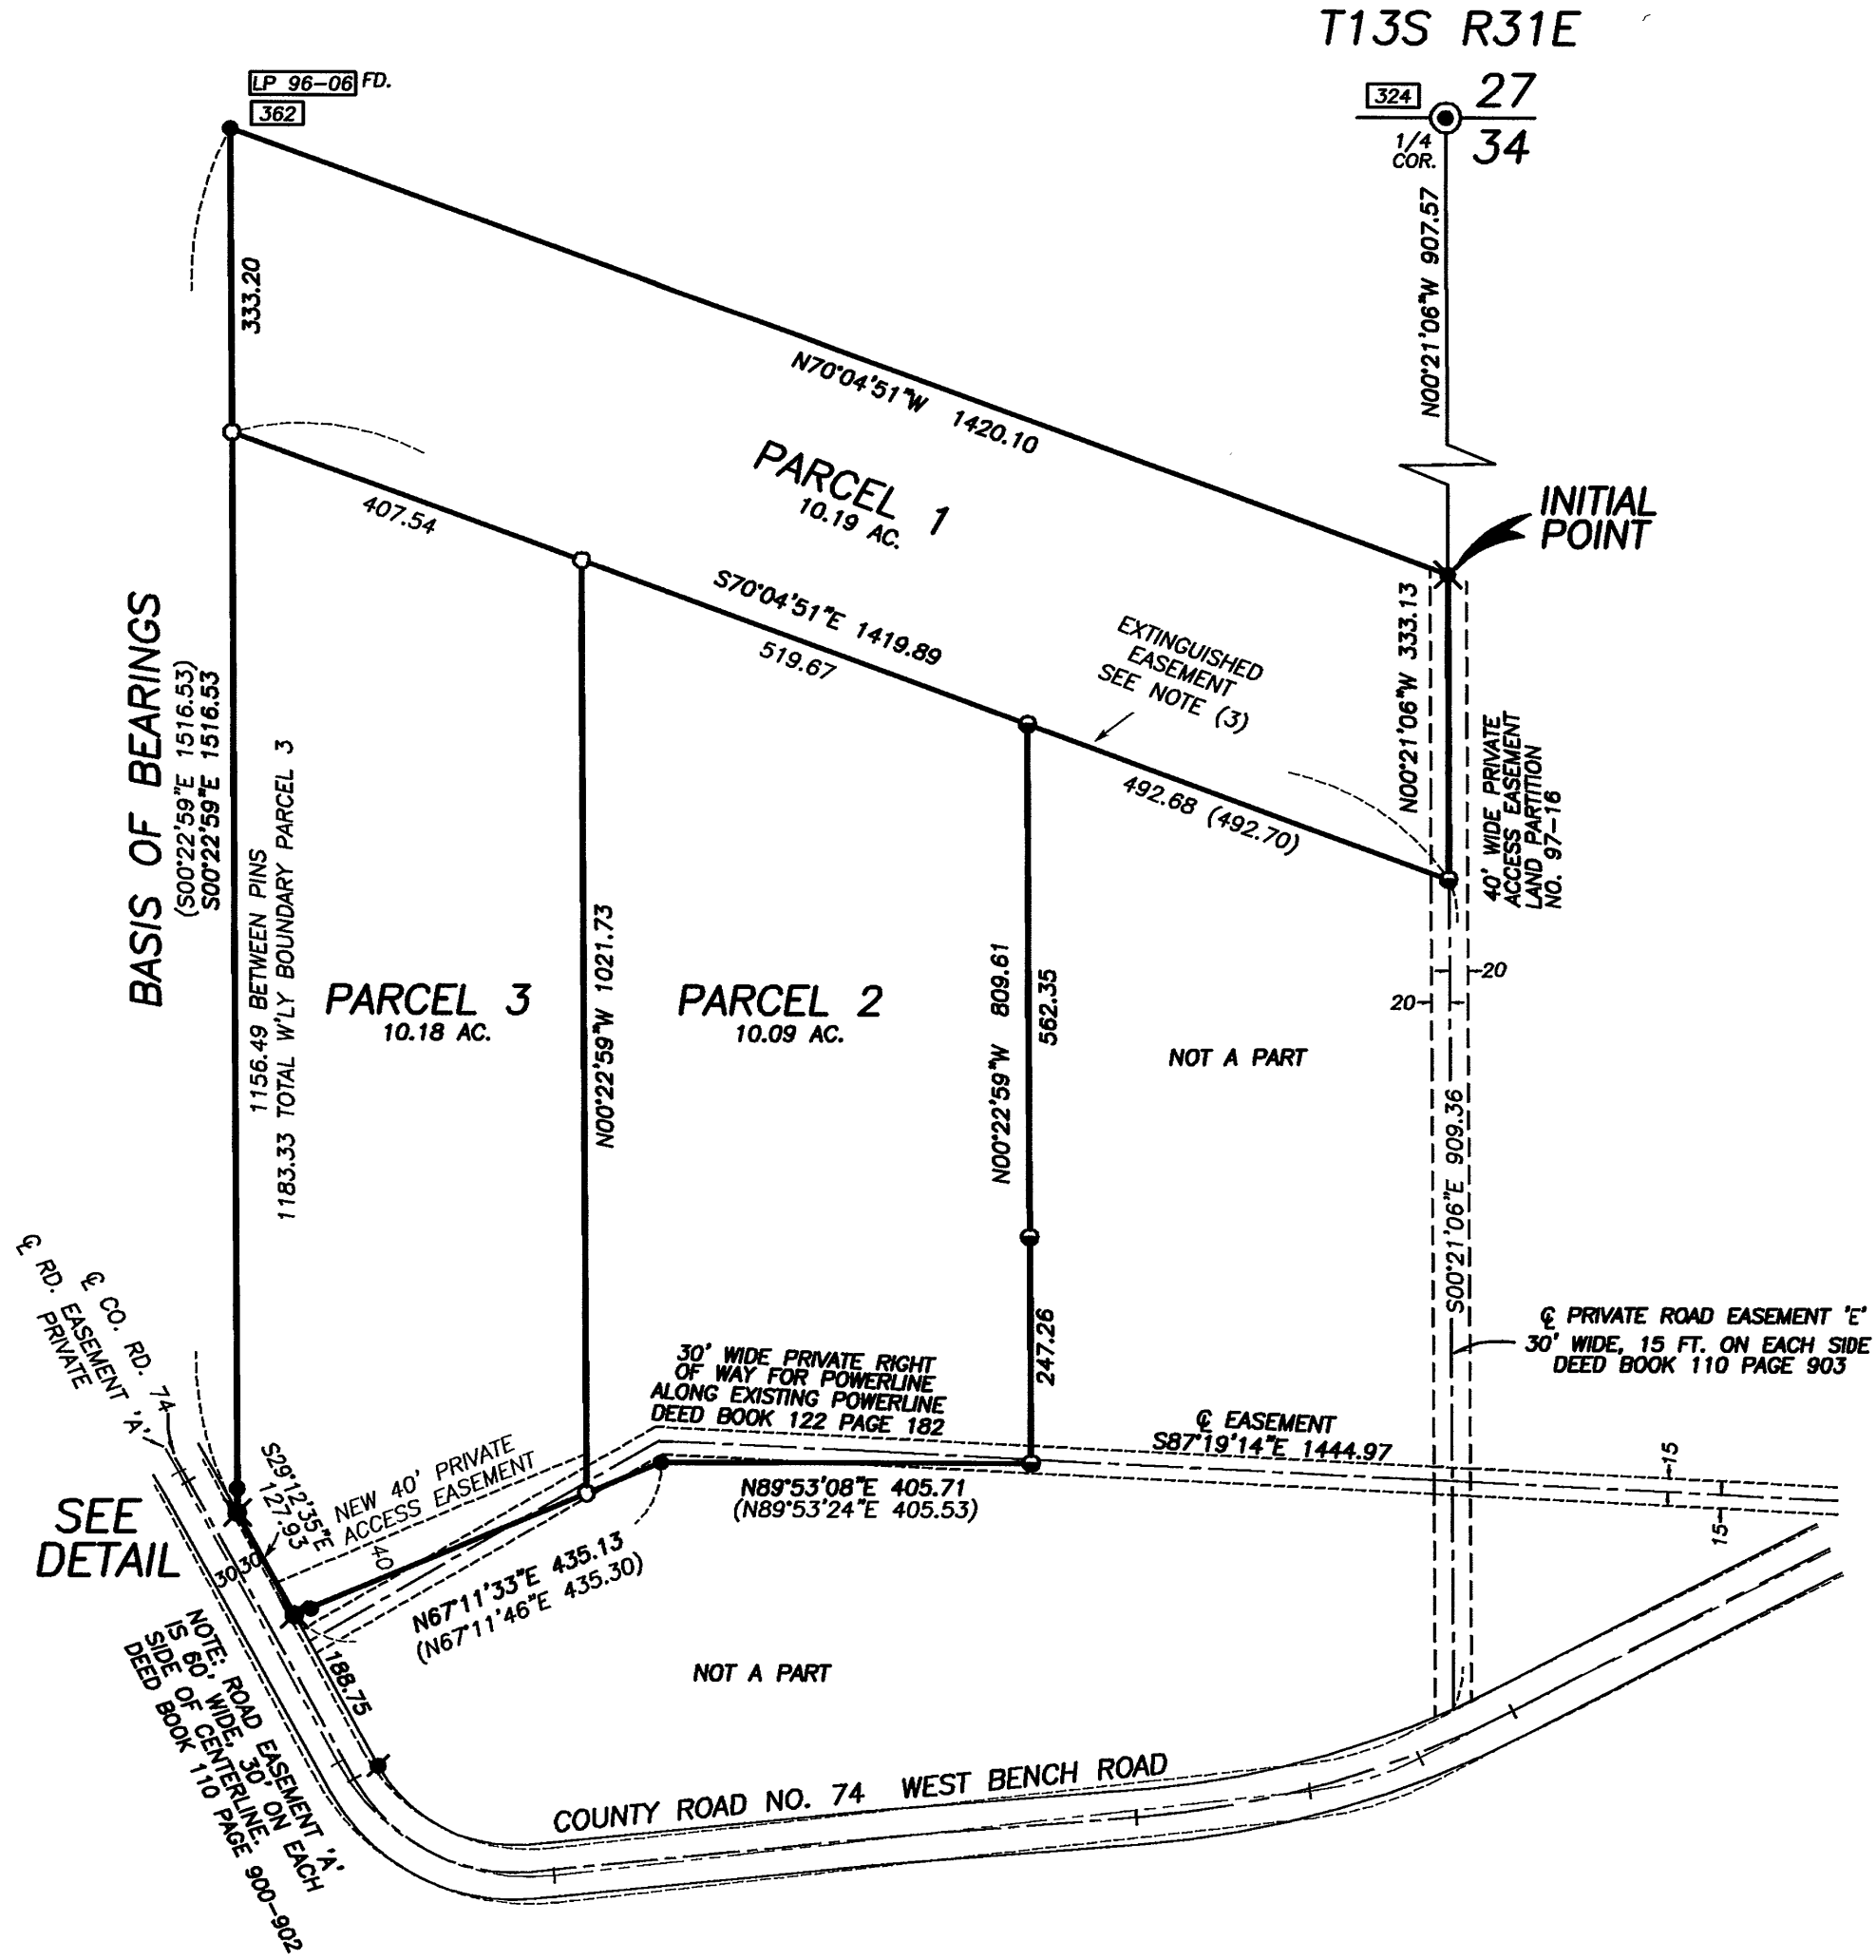 T13S R31E
LP 96-06 FD.
362
324
27
1/4
COR.
34
N00°21'06"W 907.57
333.20
N70°04'51"W 1420.10
PARCEL 1
10.19 AC.
INITIAL
POINT
407.54
S70°04'51"E 1419.89
519.67
EXTINGUISHED
EASEMENT
SEE NOTE (3)
492.68 (492.70)
N00°21'06"W 333.13
40' WIDE PRIVATE
ACCESS EASEMENT
LAND PARTITION
NO. 97-16
BASIS OF BEARINGS
(S00°22'59"E 1516.53)
S00°22'59"E 1516.53
1156.49 BETWEEN PINS
1183.33 TOTAL W'LY BOUNDARY PARCEL 3
PARCEL 3
10.18 AC.
N00°22'59"W 1021.73
PARCEL 2
10.09 AC.
N00°22'59"W 809.61
562.35
NOT A PART
20
20
S00°21'06"E 909.36
247.26
℄ PRIVATE ROAD EASEMENT 'E'
30' WIDE, 15 FT. ON EACH SIDE
DEED BOOK 110 PAGE 903
℄ CO. RD. 74
℄ RD. EASEMENT 'A'
PRIVATE
30' WIDE PRIVATE RIGHT
OF WAY FOR POWERLINE
ALONG EXISTING POWERLINE
DEED BOOK 122 PAGE 182
℄ EASEMENT
S87°19'14"E 1444.97
15
15
S29°12'35"E
127.93
NEW 40' PRIVATE
ACCESS EASEMENT
40
N89°53'08"E 405.71
(N89°53'24"E 405.53)
SEE
DETAIL
30
30
N67°11'33"E 435.13
(N67°11'46"E 435.30)
188.75
NOT A PART
NOTE: ROAD EASEMENT 'A'
IS 60' WIDE, 30' ON EACH
SIDE OF CENTERLINE.
DEED BOOK 110 PAGE 900-902
COUNTY ROAD NO. 74 WEST BENCH ROAD